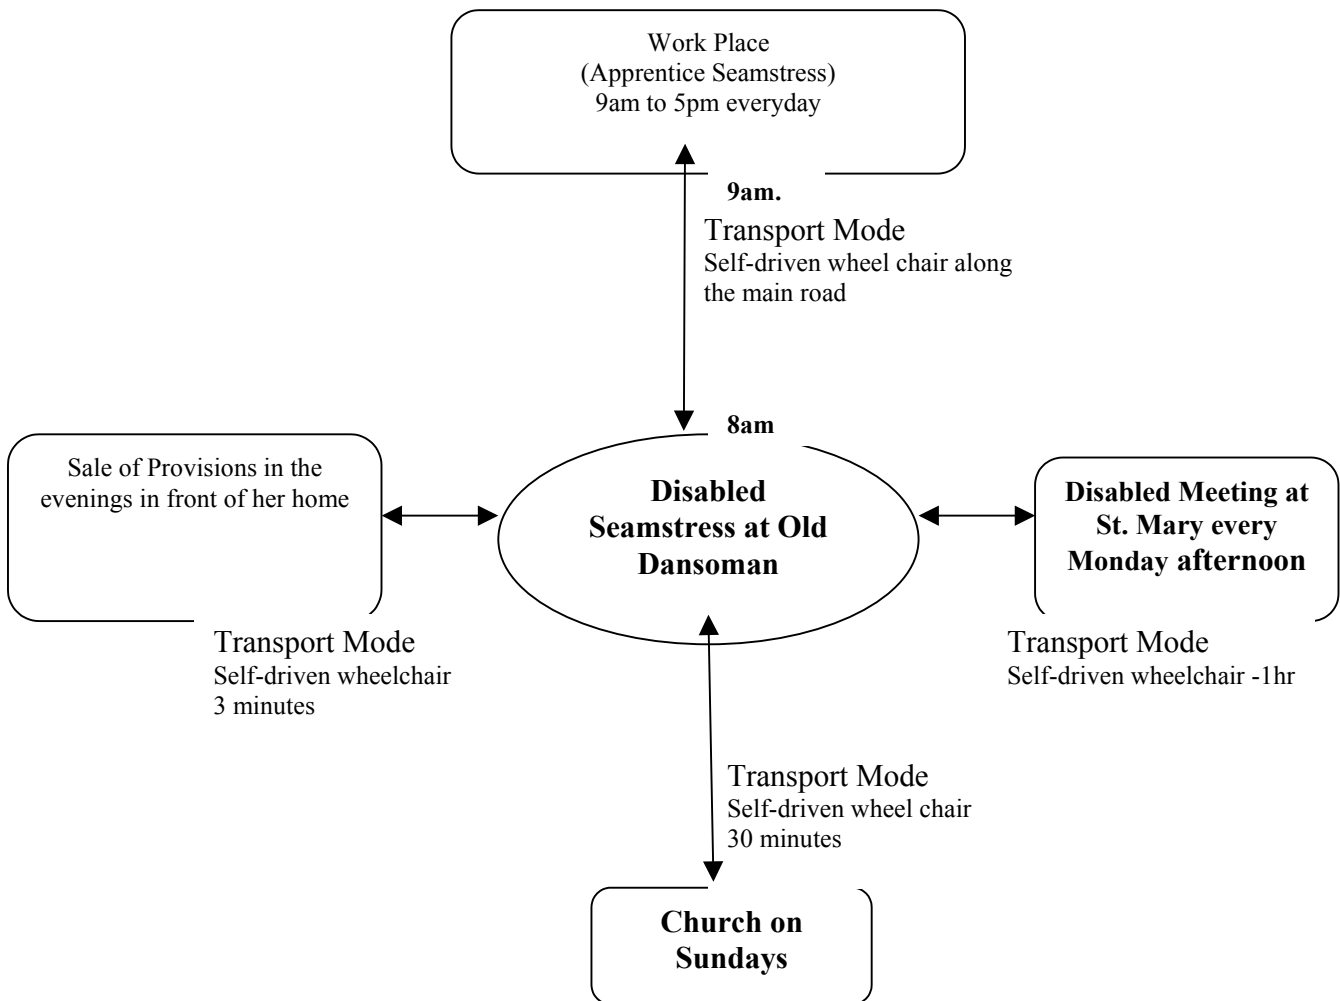 Work Place
(Apprentice Seamstress)
9am to 5pm everyday
9am.
Transport Mode
Self-driven wheel chair along
the main road
8am
Sale of Provisions in the
evenings in front of her home
Disabled
Seamstress at Old
Dansoman
Disabled Meeting at
St. Mary every
Monday afternoon
Transport Mode
Self-driven wheelchair
3 minutes
Transport Mode
Self-driven wheelchair -1hr
Transport Mode
Self-driven wheel chair
30 minutes
Church on
Sundays